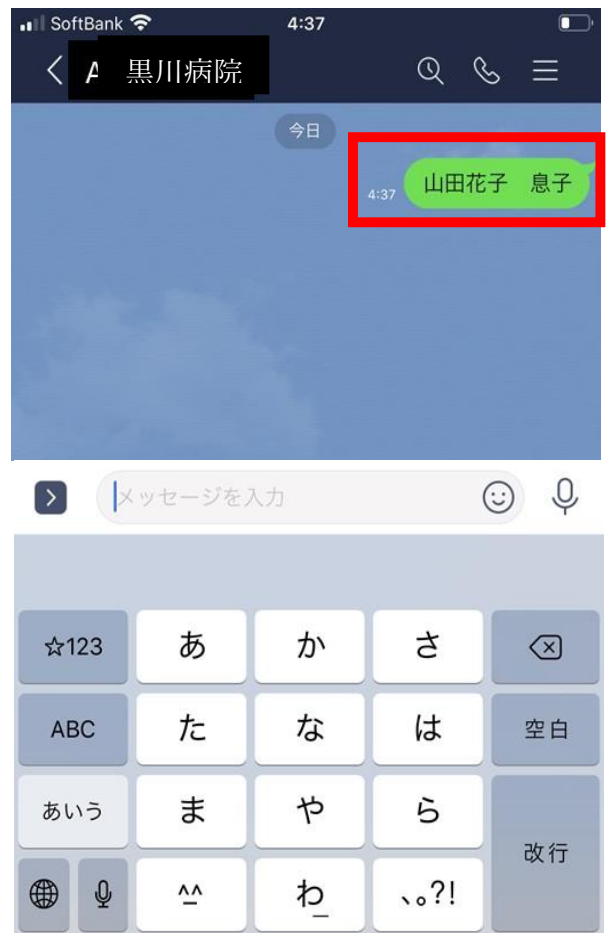 SoftBank 4:37
A 黒川病院
今日
4:37 山田花子　息子
メッセージを入力
☆123 あ か さ
ABC た な は 空白
あいう ま や ら
改行
^^ わ_ 、。?!